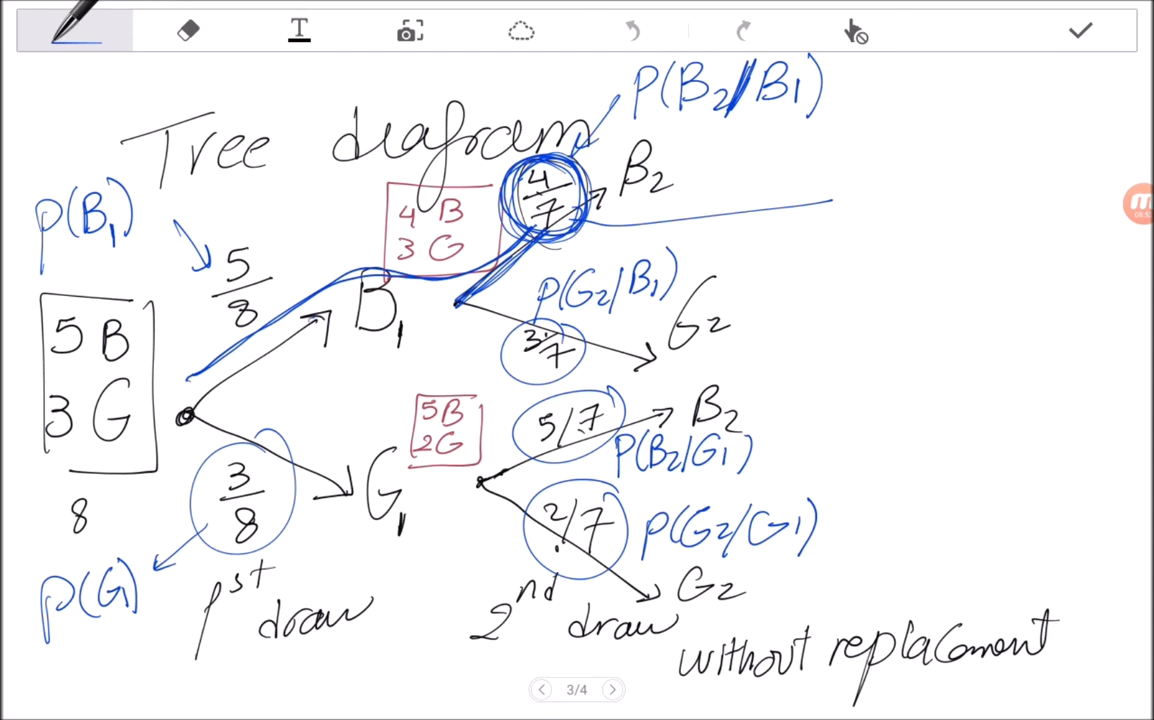 T
Tree diagram
P(B2/B1)
B2
4/7
4 B
3 G
P(B1)
5/8
B1
P(G2/B1)
3/7
G2
5 B
3 G
8
5B
2G
5/7
B2
P(B2/G1)
3/8
G1
2/7
P(G2/G1)
G2
P(G1)
1st draw
2nd draw
without replacement
3/4